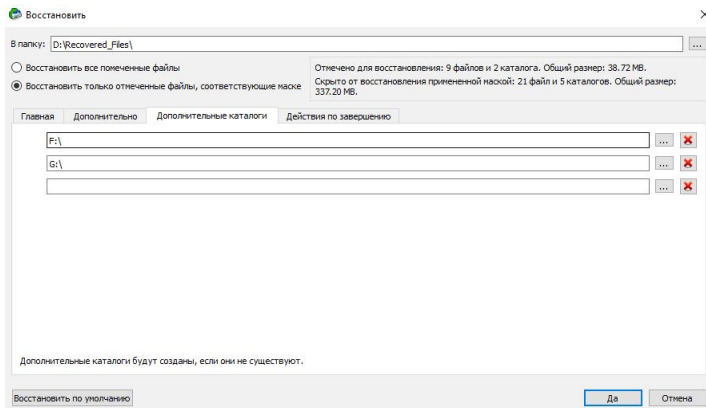 Восстановить
В папку: D:\Recovered_Files\
...
Восстановить все помеченные файлы
Восстановить только отмеченные файлы, соответствующие маске
Отмечено для восстановления: 9 файлов и 2 каталога. Общий размер: 38.72 MB.
Скрыто от восстановления примененной маской: 21 файл и 5 каталогов. Общий размер:
337.20 MB.
Главная Дополнительно Дополнительные каталоги Действия по завершению
F:\ ...
G:\ ...
...
Дополнительные каталоги будут созданы, если они не существуют.
Восстановить по умолчанию Да Отмена